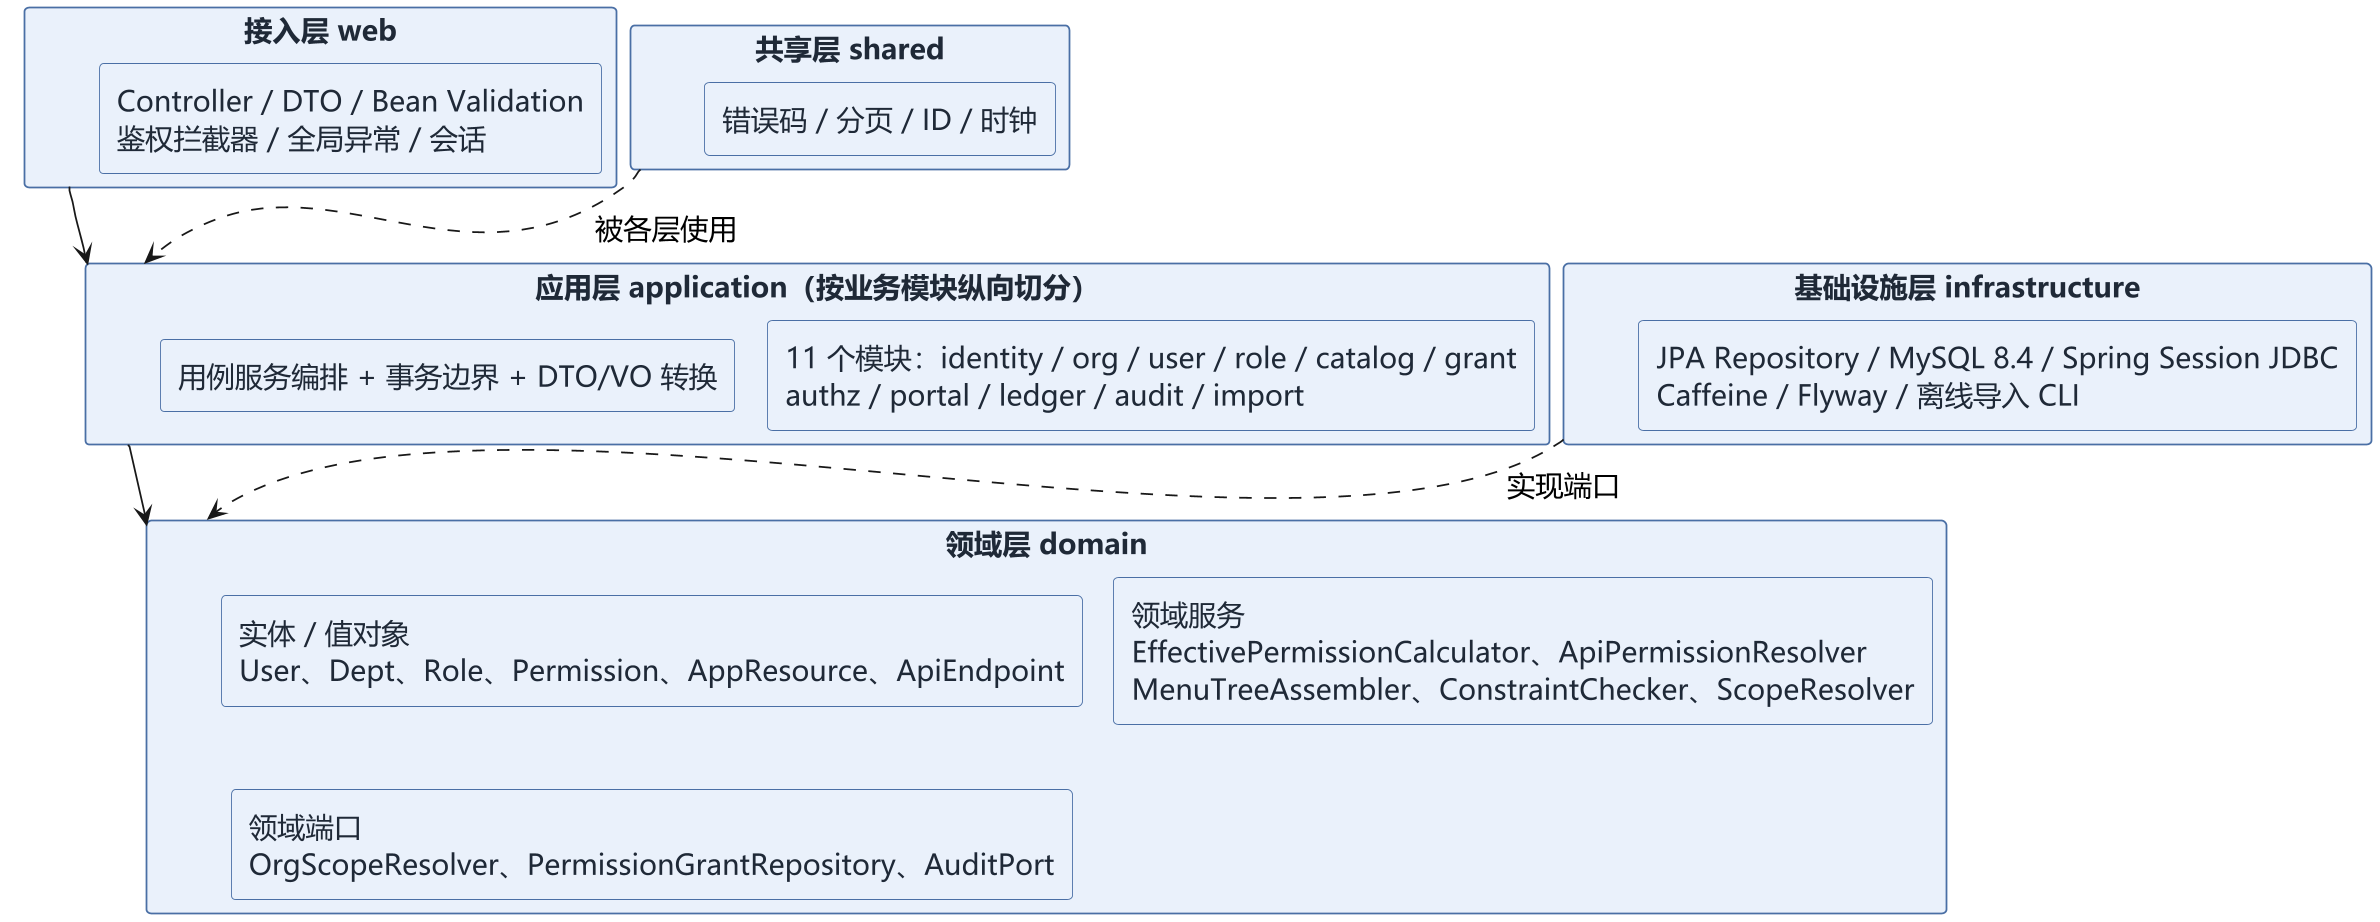 接入层 web
Controller / DTO / Bean Validation
鉴权拦截器 / 全局异常 / 会话
共享层 shared
错误码 / 分页 / ID / 时钟
被各层使用
应用层 application（按业务模块纵向切分）
用例服务编排 + 事务边界 + DTO/VO 转换
11 个模块：identity / org / user / role / catalog / grant
authz / portal / ledger / audit / import
基础设施层 infrastructure
JPA Repository / MySQL 8.4 / Spring Session JDBC
Caffeine / Flyway / 离线导入 CLI
实现端口
领域层 domain
实体 / 值对象
User、Dept、Role、Permission、AppResource、ApiEndpoint
领域服务
EffectivePermissionCalculator、ApiPermissionResolver
MenuTreeAssembler、ConstraintChecker、ScopeResolver
领域端口
OrgScopeResolver、PermissionGrantRepository、AuditPort